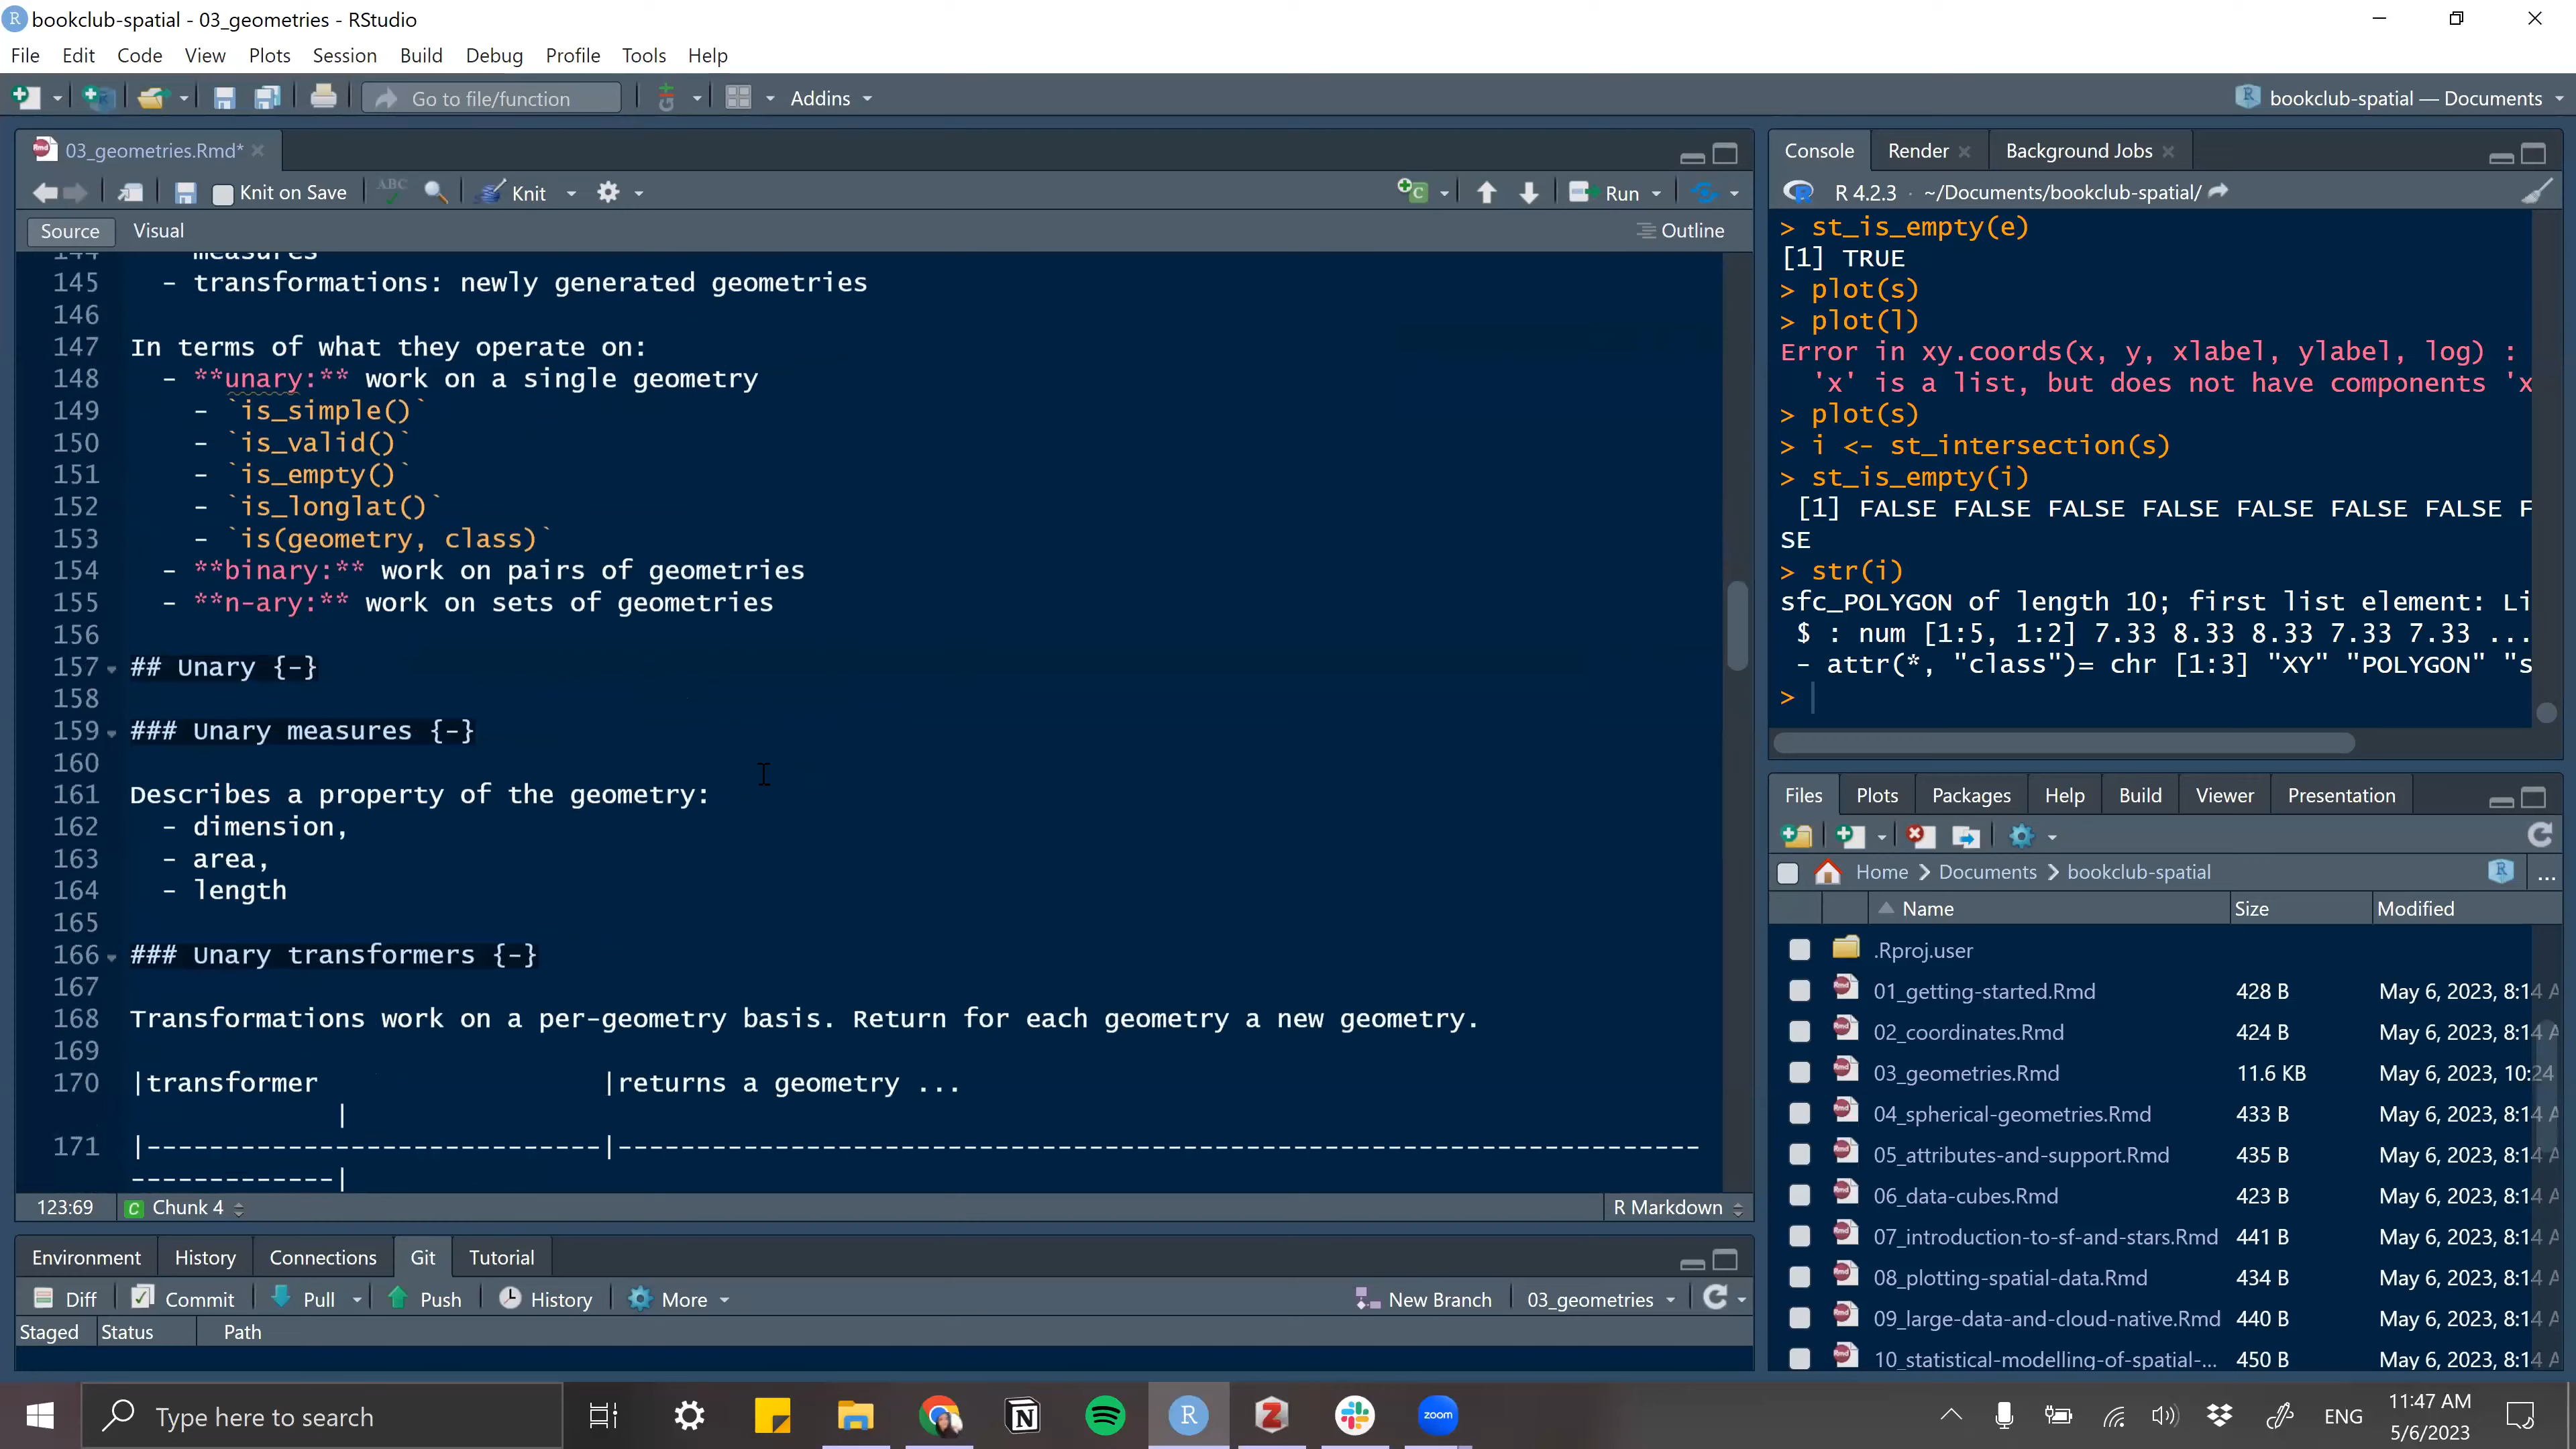 bookclub-spatial - 03_geometries - RStudio
File Edit Code View Plots Session Build Debug Profile Tools Help
Go to file/function
Addins
bookclub-spatial — Documents
03_geometries.Rmd*
Knit on Save
ABC
Knit
Run
Source Visual
Outline
144 measures
145 - transformations: newly generated geometries
146
147 In terms of what they operate on:
148 - **unary:** work on a single geometry
149 - `is_simple()`
150 - `is_valid()`
151 - `is_empty()`
152 - `is_longlat()`
153 - `is(geometry, class)`
154 - **binary:** work on pairs of geometries
155 - **n-ary:** work on sets of geometries
156
157 ## Unary {-}
158
159 ### Unary measures {-}
160
161 Describes a property of the geometry:
162 - dimension,
163 - area,
164 - length
165
166 ### Unary transformers {-}
167
168 Transformations work on a per-geometry basis. Return for each geometry a new geometry.
169
170 |transformer |returns a geometry ...
|
171 |-----------------------------|---------------------------------------------------------------------
-------------|
123:69 Chunk 4
R Markdown
Environment History Connections Git Tutorial
Diff Commit Pull Push History More
New Branch 03_geometries
Staged Status Path
Console Render Background Jobs
R 4.2.3 · ~/Documents/bookclub-spatial/
> st_is_empty(e)
[1] TRUE
> plot(s)
> plot(l)
Error in xy.coords(x, y, xlabel, ylabel, log) :
'x' is a list, but does not have components 'x
> plot(s)
> i <- st_intersection(s)
> st_is_empty(i)
[1] FALSE FALSE FALSE FALSE FALSE FALSE FALSE F
SE
> str(i)
sfc_POLYGON of length 10; first list element: Li
$ : num [1:5, 1:2] 7.33 8.33 8.33 7.33 7.33 ...
- attr(*, "class")= chr [1:3] "XY" "POLYGON" "s
>
Files Plots Packages Help Build Viewer Presentation
Home Documents bookclub-spatial ...
Name Size Modified
.Rproj.user
01_getting-started.Rmd 428 B May 6, 2023, 8:14 A
02_coordinates.Rmd 424 B May 6, 2023, 8:14 A
03_geometries.Rmd 11.6 KB May 6, 2023, 10:24
04_spherical-geometries.Rmd 433 B May 6, 2023, 8:14 A
05_attributes-and-support.Rmd 435 B May 6, 2023, 8:14 A
06_data-cubes.Rmd 423 B May 6, 2023, 8:14 A
07_introduction-to-sf-and-stars.Rmd 441 B May 6, 2023, 8:14 A
08_plotting-spatial-data.Rmd 434 B May 6, 2023, 8:14 A
09_large-data-and-cloud-native.Rmd 440 B May 6, 2023, 8:14 A
10_statistical-modelling-of-spatial-... 450 B May 6, 2023, 8:14 A
Type here to search
zoom
ENG
11:47 AM
5/6/2023